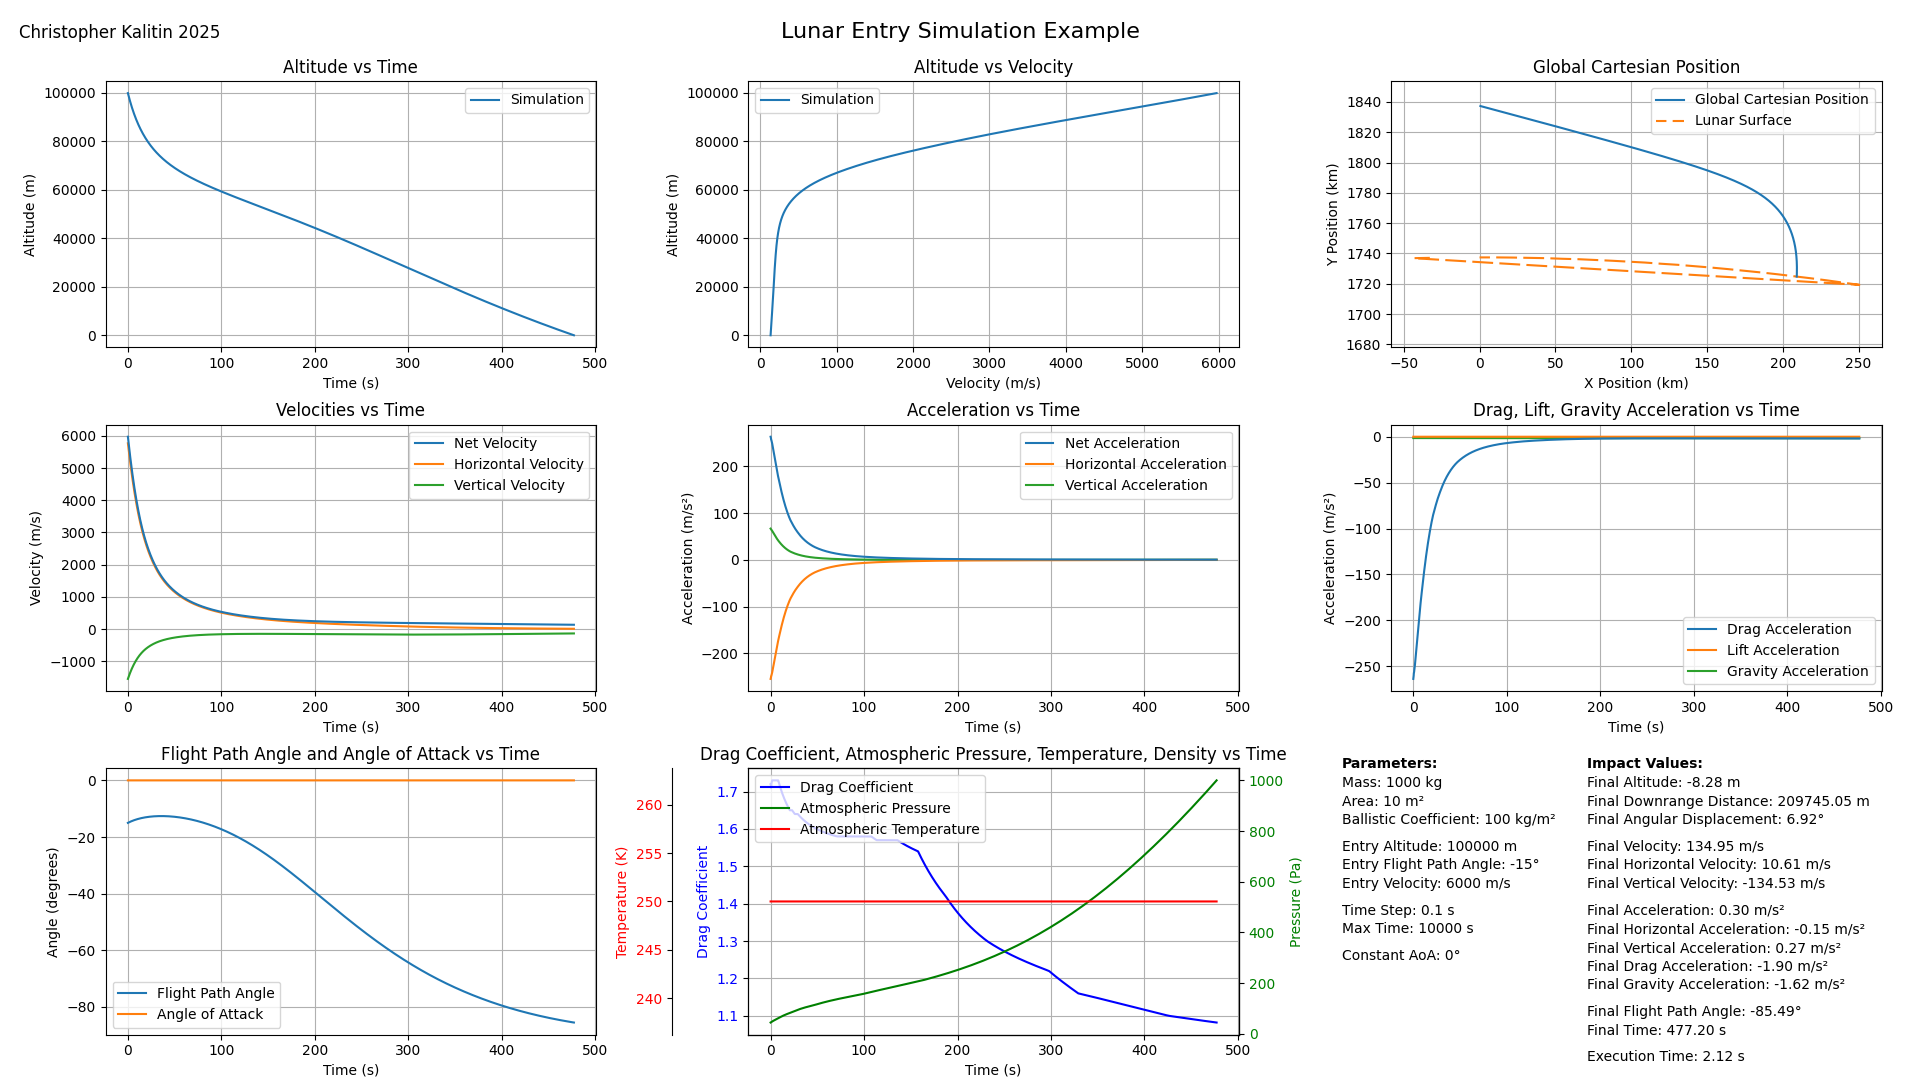 Christopher Kalitin 2025
Lunar Entry Simulation Example
Altitude vs Time
Altitude (m)
100000
80000
60000
40000
20000
0
Simulation
0 100 200 300 400 500
Time (s)
Altitude vs Velocity
Altitude (m)
100000
80000
60000
40000
20000
0
Simulation
0 1000 2000 3000 4000 5000 6000
Velocity (m/s)
Global Cartesian Position
Y Position (km)
1840
1820
1800
1780
1760
1740
1720
1700
1680
Global Cartesian Position
Lunar Surface
−50 0 50 100 150 200 250
X Position (km)
Velocities vs Time
Velocity (m/s)
6000
5000
4000
3000
2000
1000
0
−1000
Net Velocity
Horizontal Velocity
Vertical Velocity
0 100 200 300 400 500
Time (s)
Acceleration vs Time
Acceleration (m/s²)
200
100
0
−100
−200
Net Acceleration
Horizontal Acceleration
Vertical Acceleration
0 100 200 300 400 500
Time (s)
Drag, Lift, Gravity Acceleration vs Time
Acceleration (m/s²)
0
−50
−100
−150
−200
−250
Drag Acceleration
Lift Acceleration
Gravity Acceleration
0 100 200 300 400 500
Time (s)
Flight Path Angle and Angle of Attack vs Time
Angle (degrees)
0
−20
−40
−60
−80
Flight Path Angle
Angle of Attack
0 100 200 300 400 500
Time (s)
Drag Coefficient, Atmospheric Pressure, Temperature, Density vs Time
Temperature (K)
260
255
250
245
240
Drag Coefficient
1.7
1.6
1.5
1.4
1.3
1.2
1.1
Drag Coefficient
Atmospheric Pressure
Atmospheric Temperature
1000
800
600
400
200
0
Pressure (Pa)
0 100 200 300 400 500
Time (s)
Parameters:
Mass: 1000 kg
Area: 10 m²
Ballistic Coefficient: 100 kg/m²
Entry Altitude: 100000 m
Entry Flight Path Angle: -15°
Entry Velocity: 6000 m/s
Time Step: 0.1 s
Max Time: 10000 s
Constant AoA: 0°
Impact Values:
Final Altitude: -8.28 m
Final Downrange Distance: 209745.05 m
Final Angular Displacement: 6.92°
Final Velocity: 134.95 m/s
Final Horizontal Velocity: 10.61 m/s
Final Vertical Velocity: -134.53 m/s
Final Acceleration: 0.30 m/s²
Final Horizontal Acceleration: -0.15 m/s²
Final Vertical Acceleration: 0.27 m/s²
Final Drag Acceleration: -1.90 m/s²
Final Gravity Acceleration: -1.62 m/s²
Final Flight Path Angle: -85.49°
Final Time: 477.20 s
Execution Time: 2.12 s